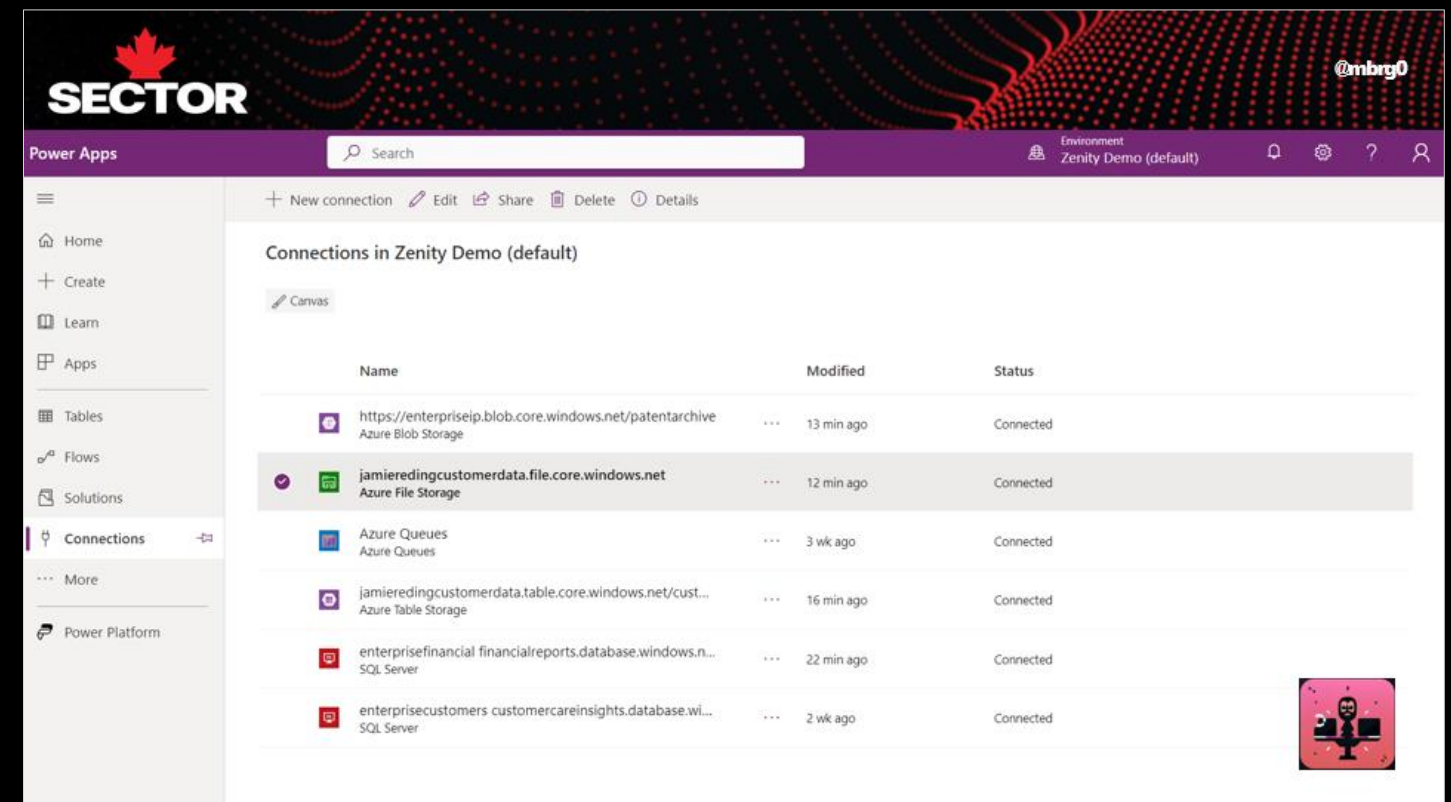 SECTOR
@mbrg0
Power Apps
Search
Environment
Zenity Demo (default)
?
New connection Edit Share Delete Details
Home
Create
Learn
Apps
Tables
Flows
Solutions
Connections
More
Power Platform
Connections in Zenity Demo (default)
Canvas
Name Modified Status
https://enterpriseip.blob.core.windows.net/patentarchive ... 13 min ago Connected
Azure Blob Storage
jamieredingcustomerdata.file.core.windows.net ... 12 min ago Connected
Azure File Storage
Azure Queues ... 3 wk ago Connected
Azure Queues
jamieredingcustomerdata.table.core.windows.net/cust... ... 16 min ago Connected
Azure Table Storage
enterprisefinancial financialreports.database.windows.n... ... 22 min ago Connected
SQL Server
enterprisecustomers customercareinsights.database.wi... ... 2 wk ago Connected
SQL Server